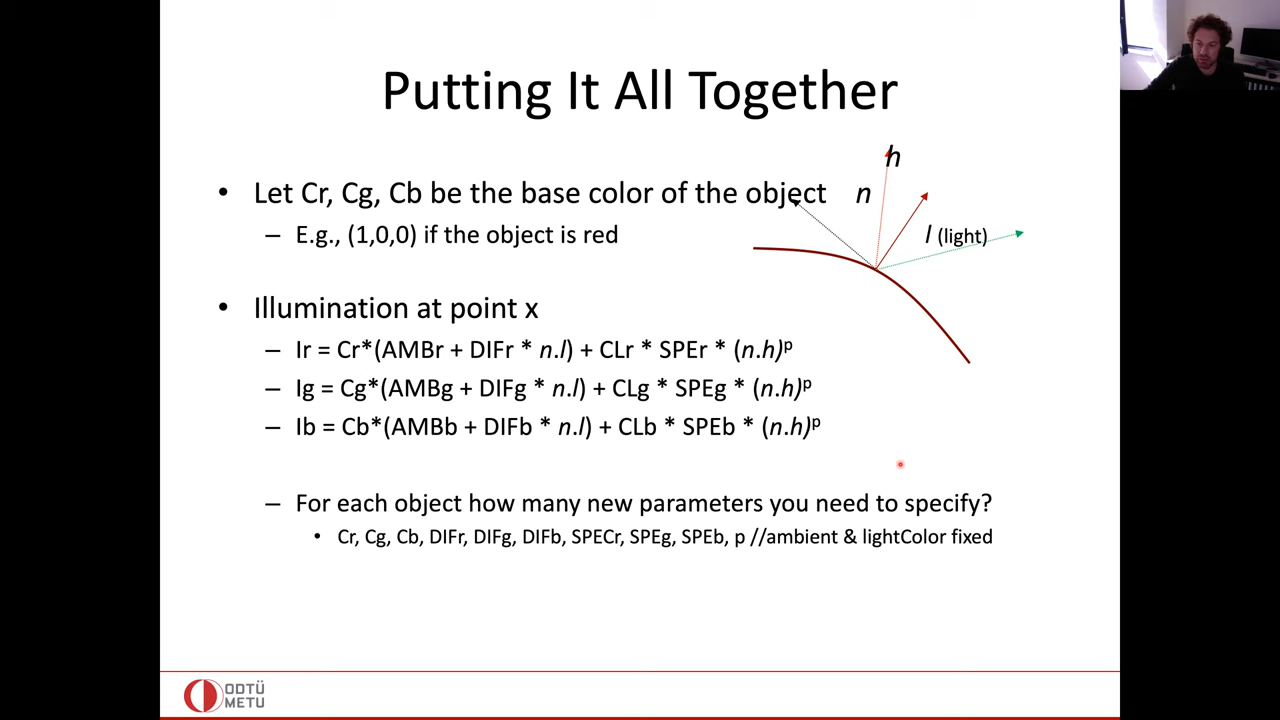 Putting It All Together
h
• Let Cr, Cg, Cb be the base color of the object
n
– E.g., (1,0,0) if the object is red
l (light)
• Illumination at point x
– Ir = Cr*(AMBr + DIFr * n.l) + CLr * SPEr * (n.h)ᵖ
– Ig = Cg*(AMBg + DIFg * n.l) + CLg * SPEg * (n.h)ᵖ
– Ib = Cb*(AMBb + DIFb * n.l) + CLb * SPEb * (n.h)ᵖ
– For each object how many new parameters you need to specify?
• Cr, Cg, Cb, DIFr, DIFg, DIFb, SPECr, SPEg, SPEb, p //ambient & lightColor fixed
ODTÜ
METU